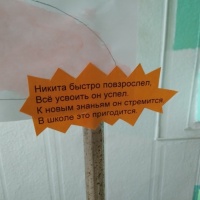 Никита быстро повзрослел,
Всё усвоить он успел.
К новым знаньям он стремится,
В школе это пригодится.